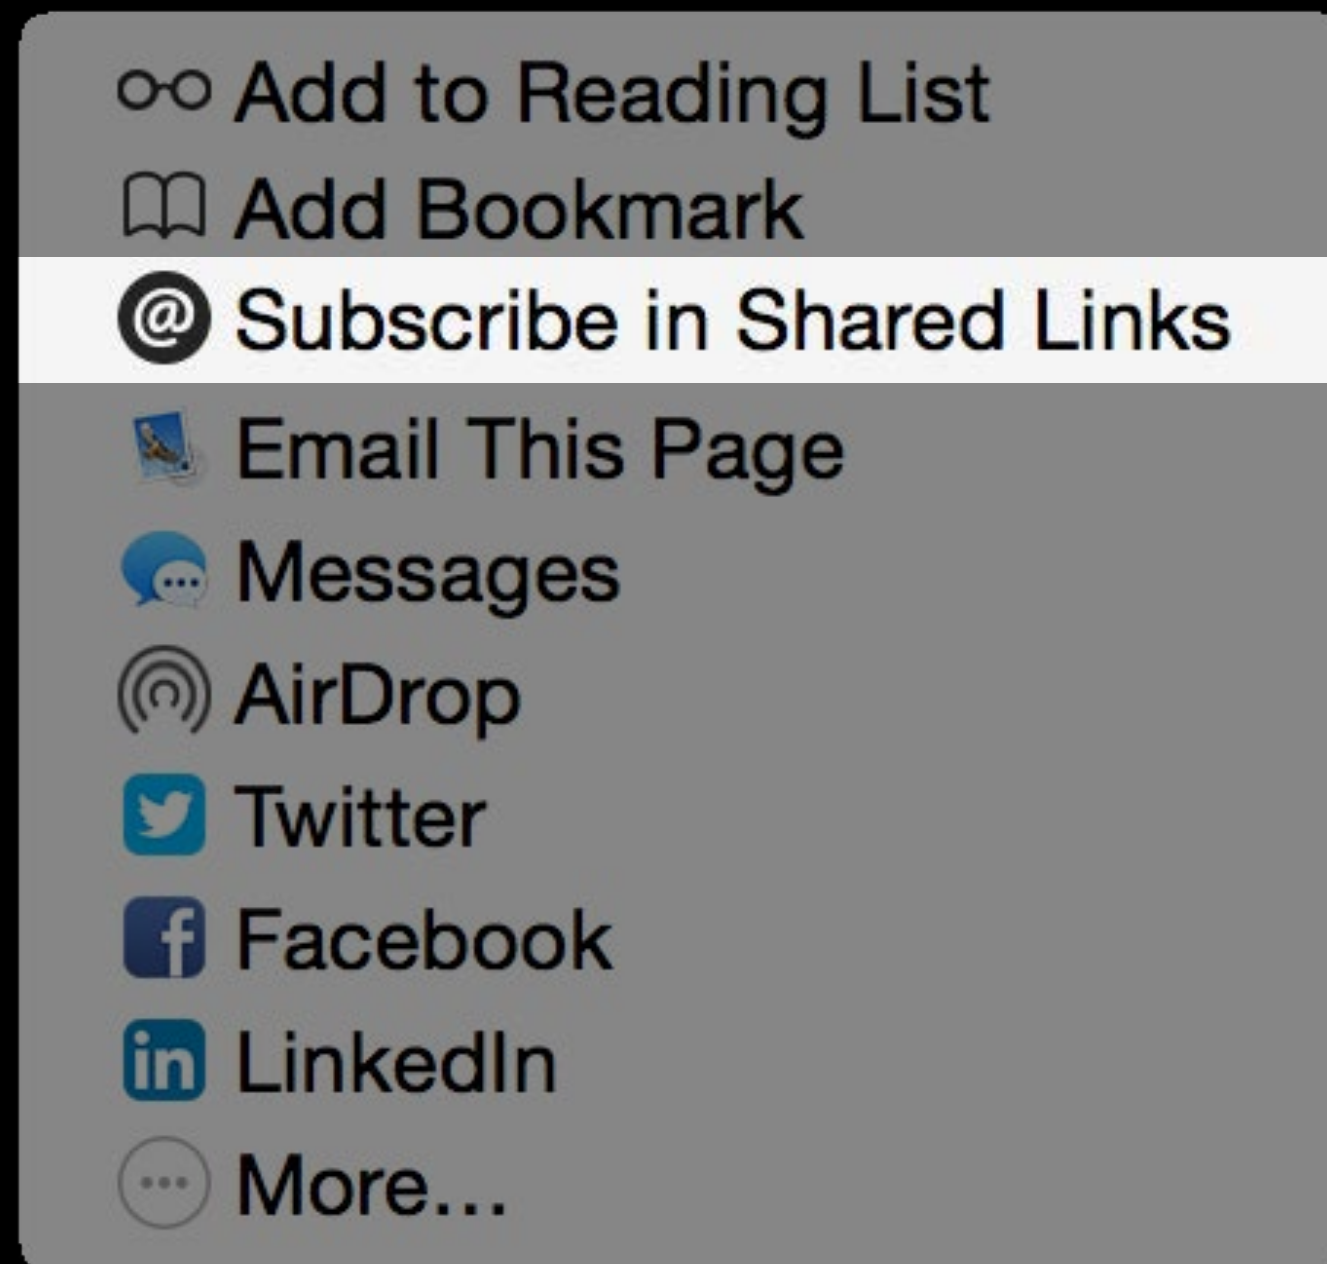 Add to Reading List
Add Bookmark
@ Subscribe in Shared Links
Email This Page
Messages
AirDrop
Twitter
f Facebook
in LinkedIn
More...